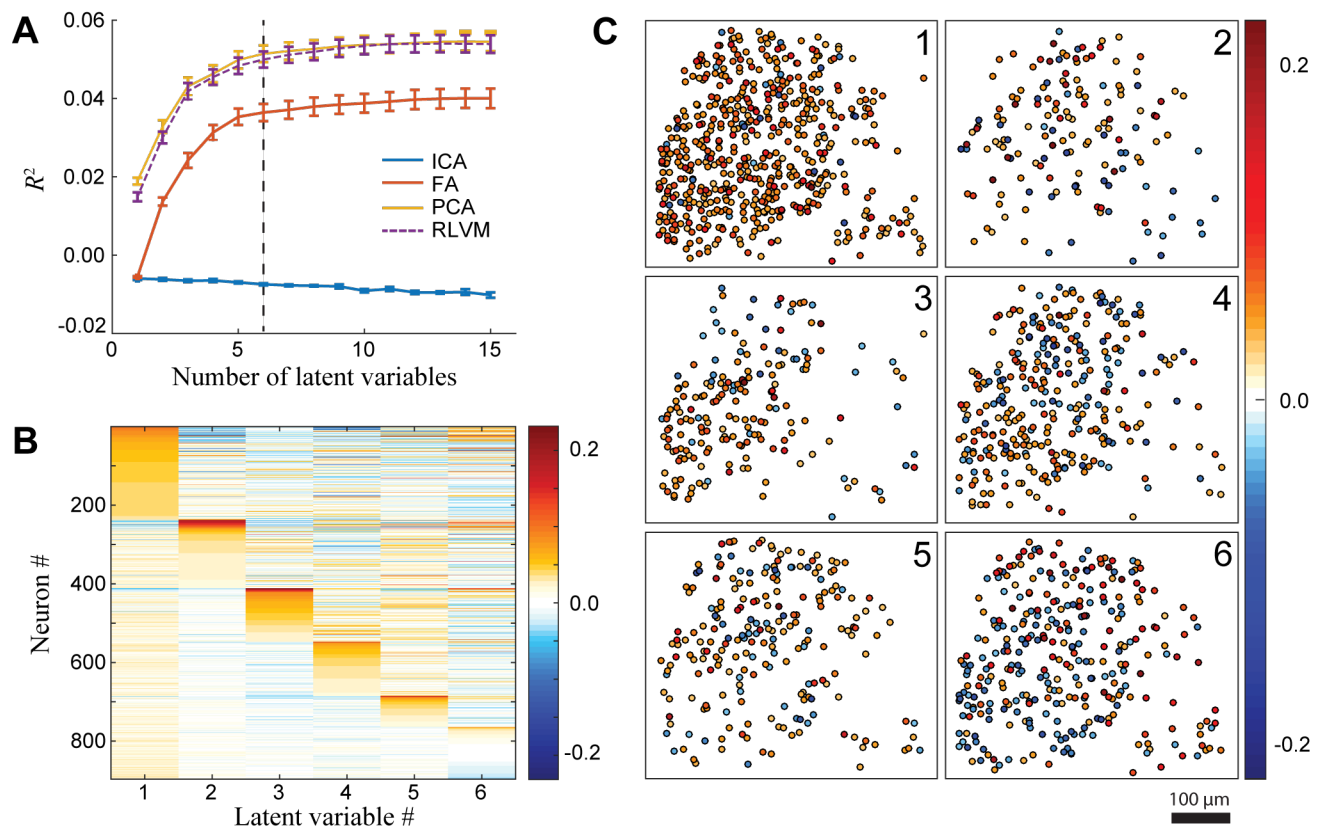 A
0.06
0.04
0.02
0.00
-0.02
R²
ICA
FA
PCA
RLVM
0 5 10 15
Number of latent variables
B
200
400
600
800
Neuron #
1 2 3 4 5 6
Latent variable #
0.2
0.0
-0.2
C
1
2
3
4
5
6
0.2
0.0
-0.2
100 µm